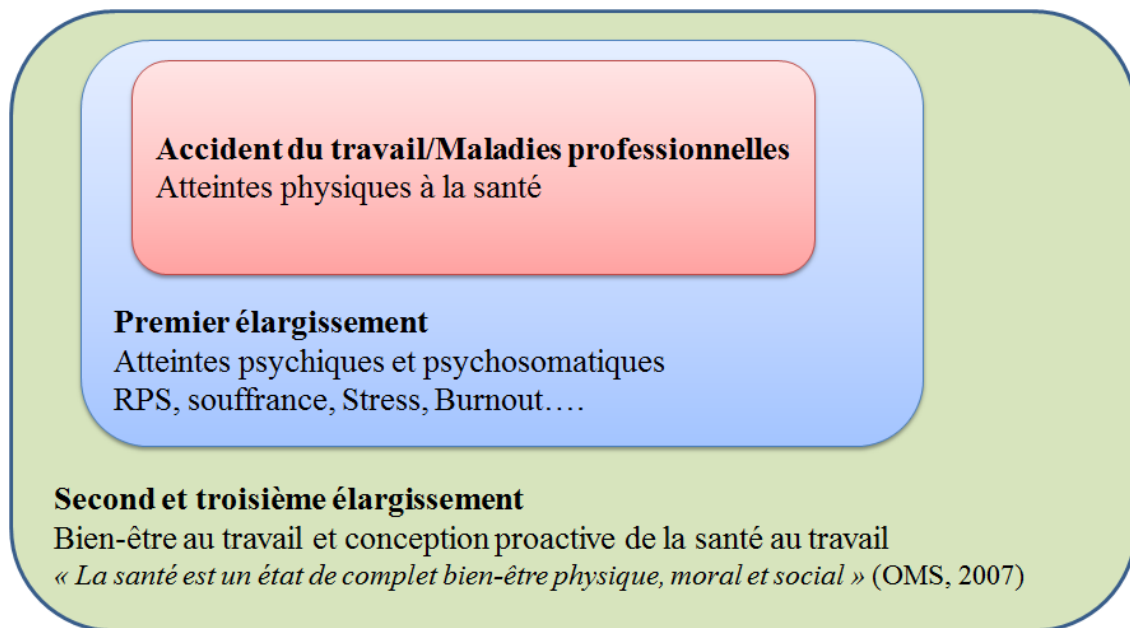 Accident du travail/Maladies professionnelles
Atteintes physiques à la santé
Premier élargissement
Atteintes psychiques et psychosomatiques
RPS, souffrance, Stress, Burnout….
Second et troisième élargissement
Bien-être au travail et conception proactive de la santé au travail
« La santé est un état de complet bien-être physique, moral et social » (OMS, 2007)